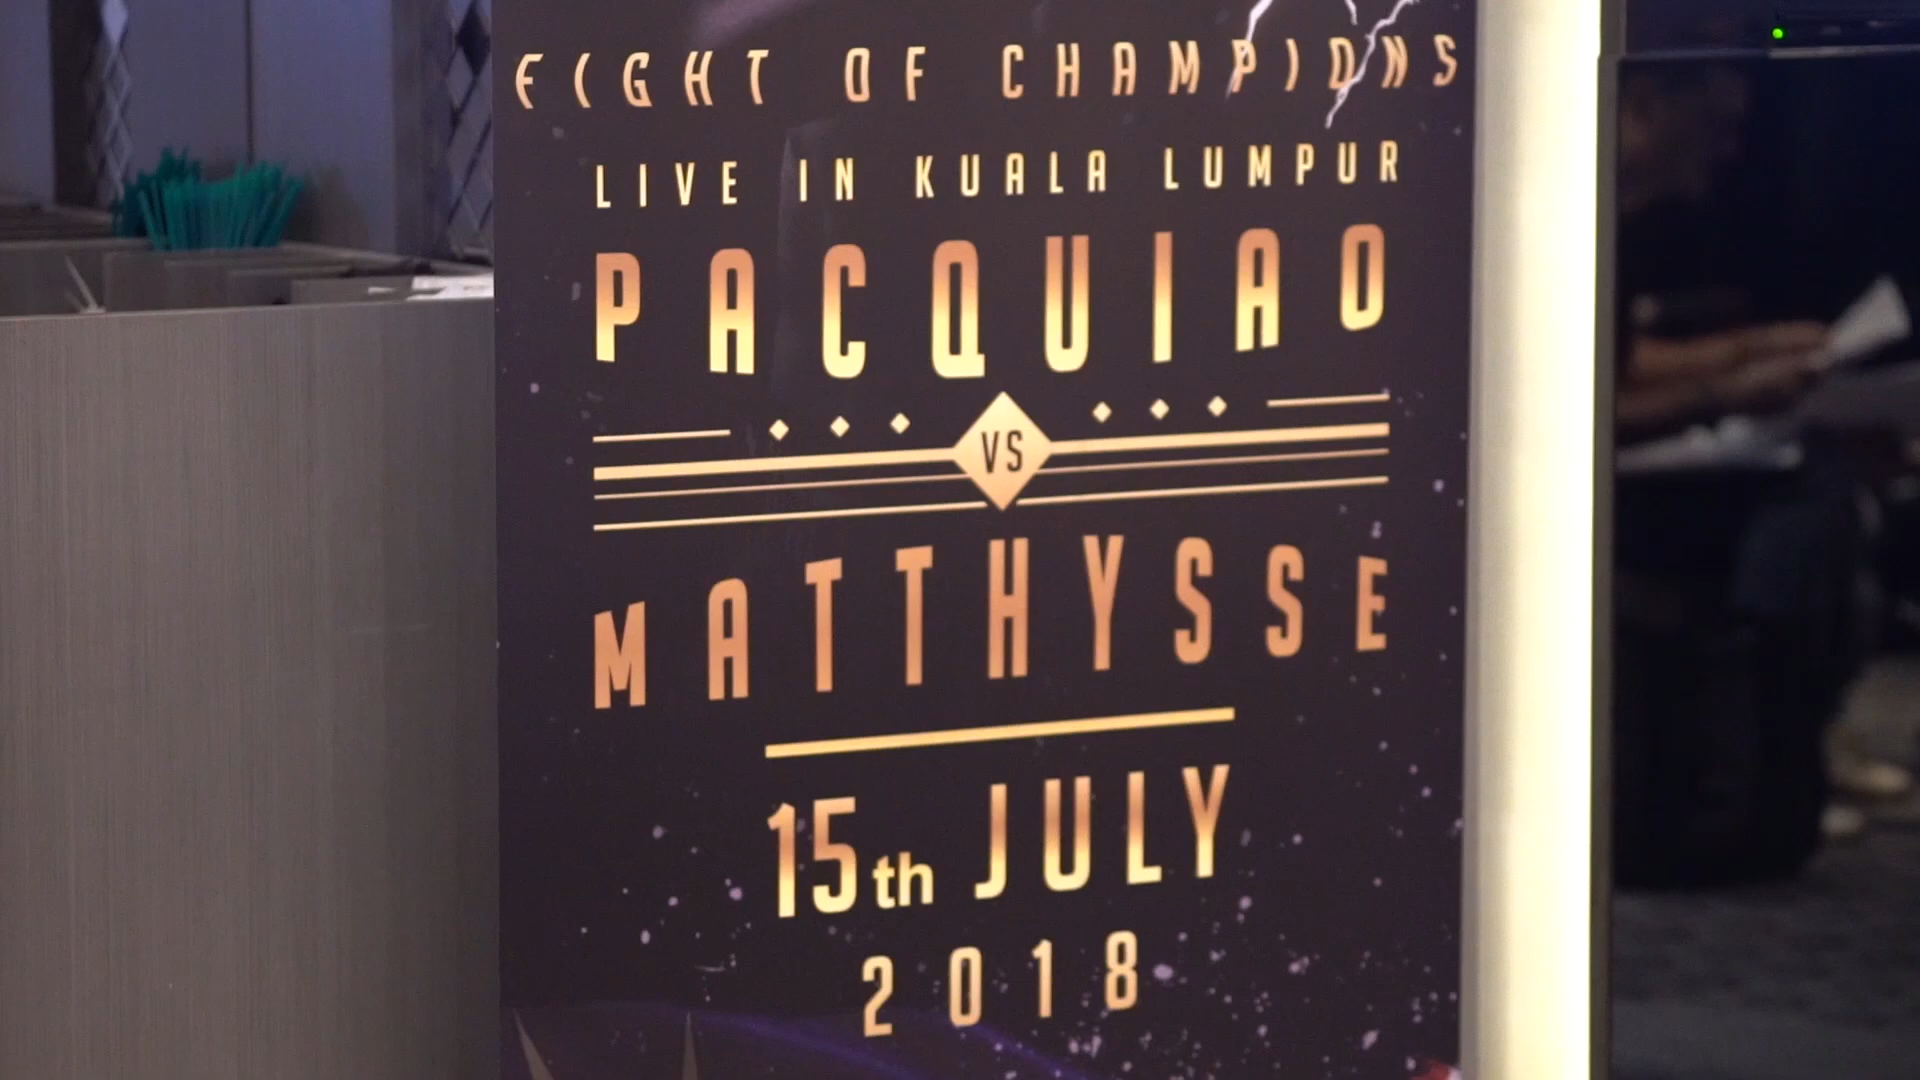 FIGHT OF CHAMPIONS
LIVE IN KUALA LUMPUR
PACQUIAO
VS
MATTHYSSE
15th JULY
2018